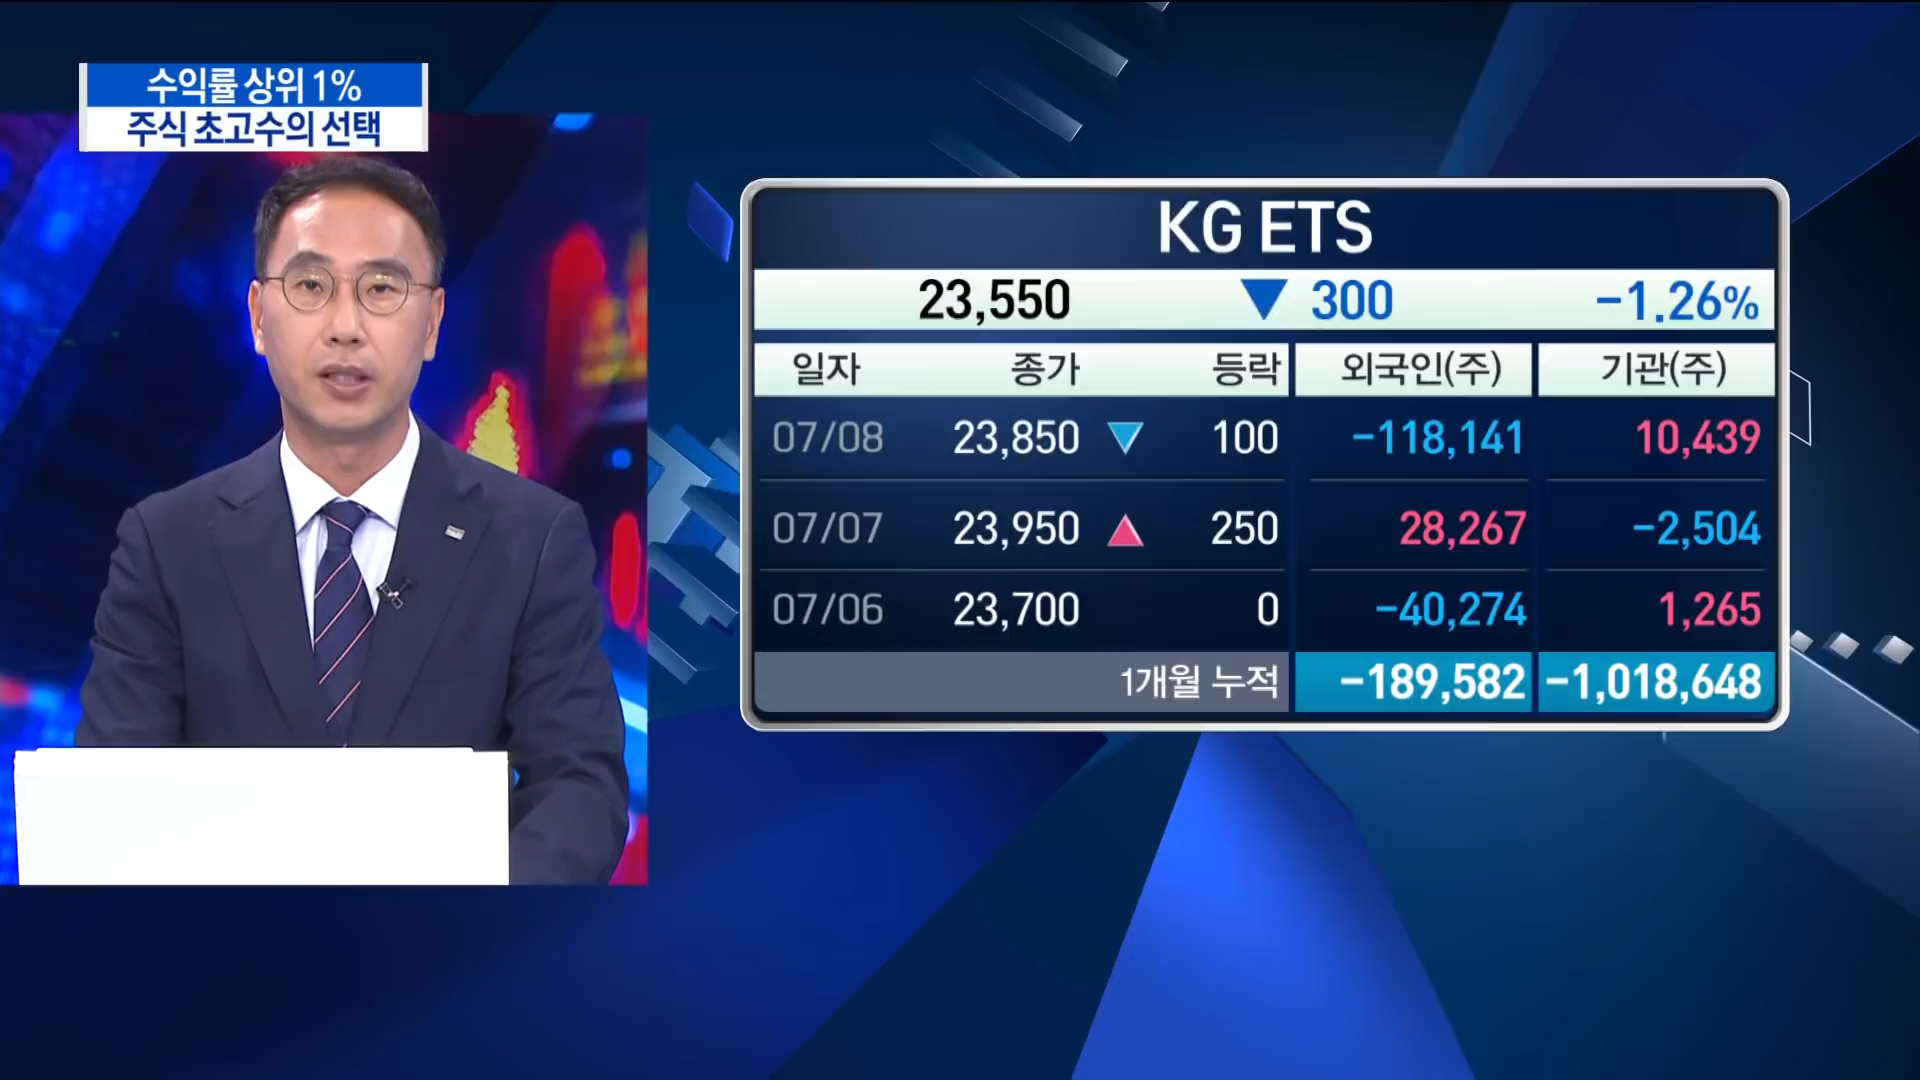 수익률 상위 1%
주식 초고수의 선택
KG ETS
23,550 ▼ 300 -1.26%
일자 종가 등락 외국인(주) 기관(주)
07/08 23,850 ▼ 100 -118,141 10,439
07/07 23,950 ▲ 250 28,267 -2,504
07/06 23,700 0 -40,274 1,265
1개월 누적 -189,582 -1,018,648